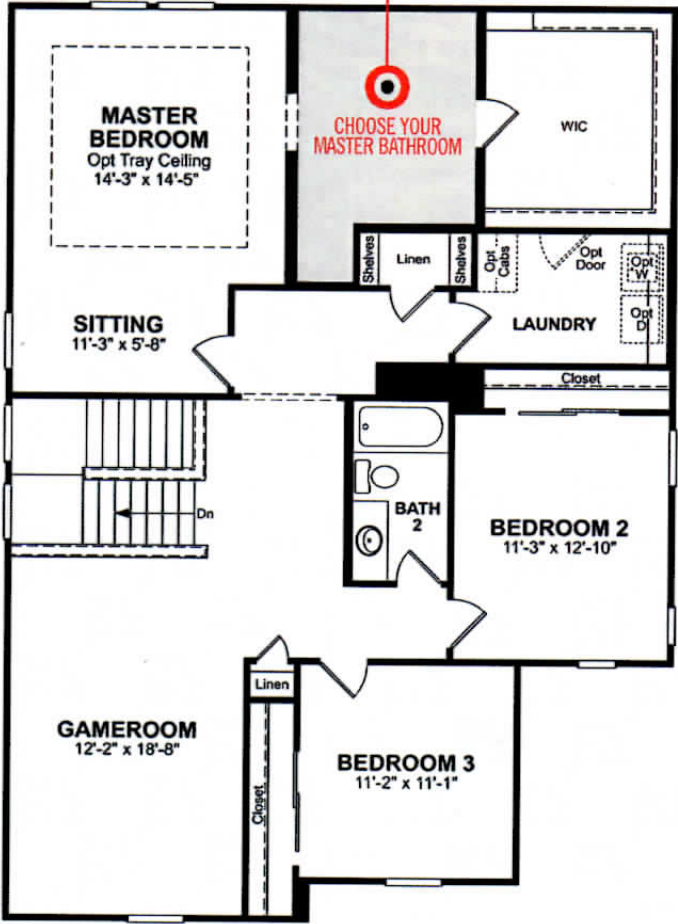 MASTER
BEDROOM
Opt Tray Ceiling
14'-3" x 14'-5"
CHOOSE YOUR
MASTER BATHROOM
WIC
Shelves
Linen
Shelves
Opt
Cabs
Opt
Door
Opt
W
Opt
D
LAUNDRY
SITTING
11'-3" x 5'-8"
Closet
Dn
BATH
2
BEDROOM 2
11'-3" x 12'-10"
Linen
GAMEROOM
12'-2" x 18'-8"
Closet
BEDROOM 3
11'-2" x 11'-1"